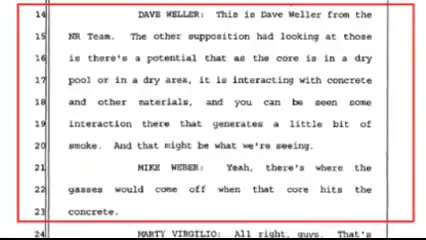 14 DAVE WELLER: This is Dave Weller from the
15 NR Team. The other supposition had looking at those
16 is there's a potential that as the core is in a dry
17 pool or in a dry area, it is interacting with concrete
18 and other materials, and you can be seen some
19 interaction there that generates a little bit of
20 smoke. And that might be what we're seeing.
21 MIKE WEBER: Yeah, there's where the
22 gasses would come off when that core hits the
23 concrete.
24 MARTY VIRGILIO: All right, guys. That's